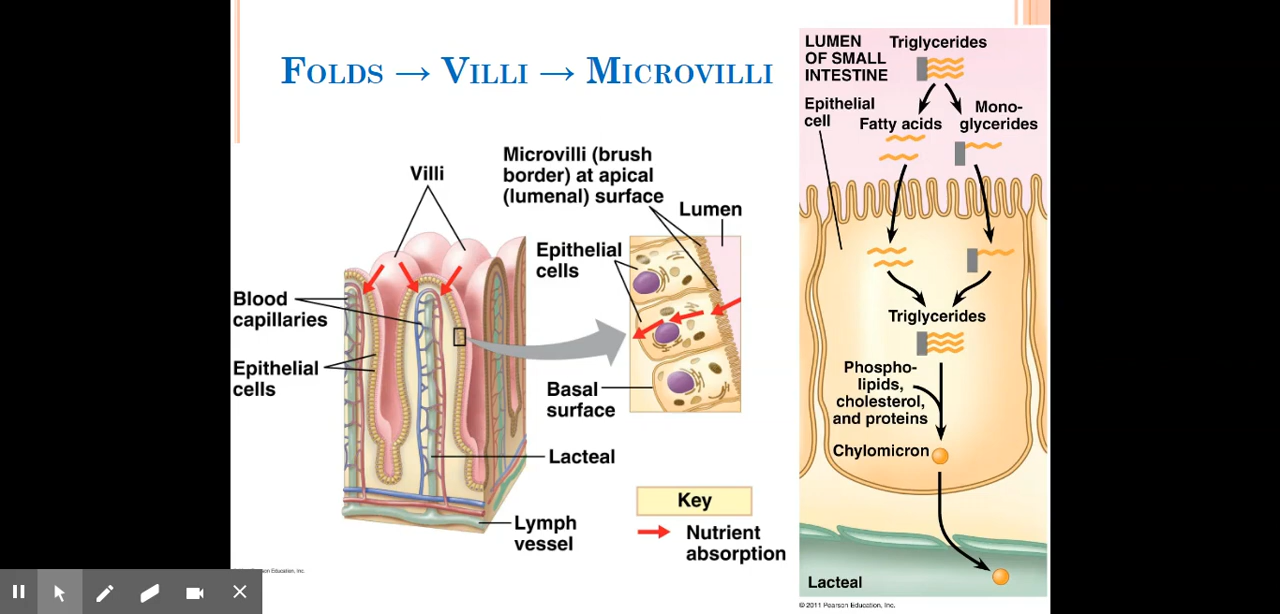 FOLDS → VILLI → MICROVILLI
Villi
Microvilli (brush
border) at apical
(lumenal) surface
Lumen
Epithelial
cells
Blood
capillaries
Epithelial
cells
Basal
surface
Lacteal
Lymph
vessel
Key
Nutrient
absorption
Education, Inc.
LUMEN
OF SMALL
INTESTINE
Triglycerides
Epithelial
cell
Fatty acids
Mono-
glycerides
Triglycerides
Phospho-
lipids,
cholesterol,
and proteins
Chylomicron
Lacteal
© 2011 Pearson Education, Inc.